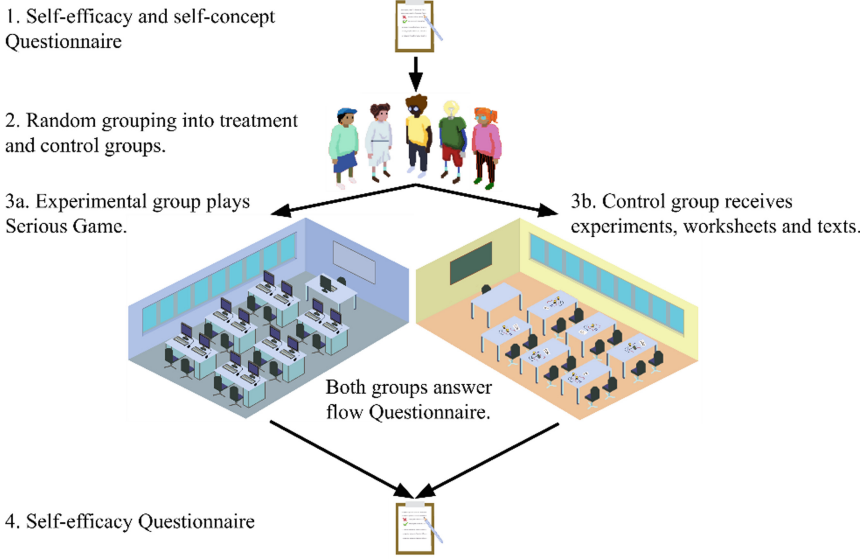 1. Self-efficacy and self-concept
Questionnaire
2. Random grouping into treatment
and control groups.
3a. Experimental group plays
Serious Game.
3b. Control group receives
experiments, worksheets and texts.
Both groups answer
flow Questionnaire.
4. Self-efficacy Questionnaire